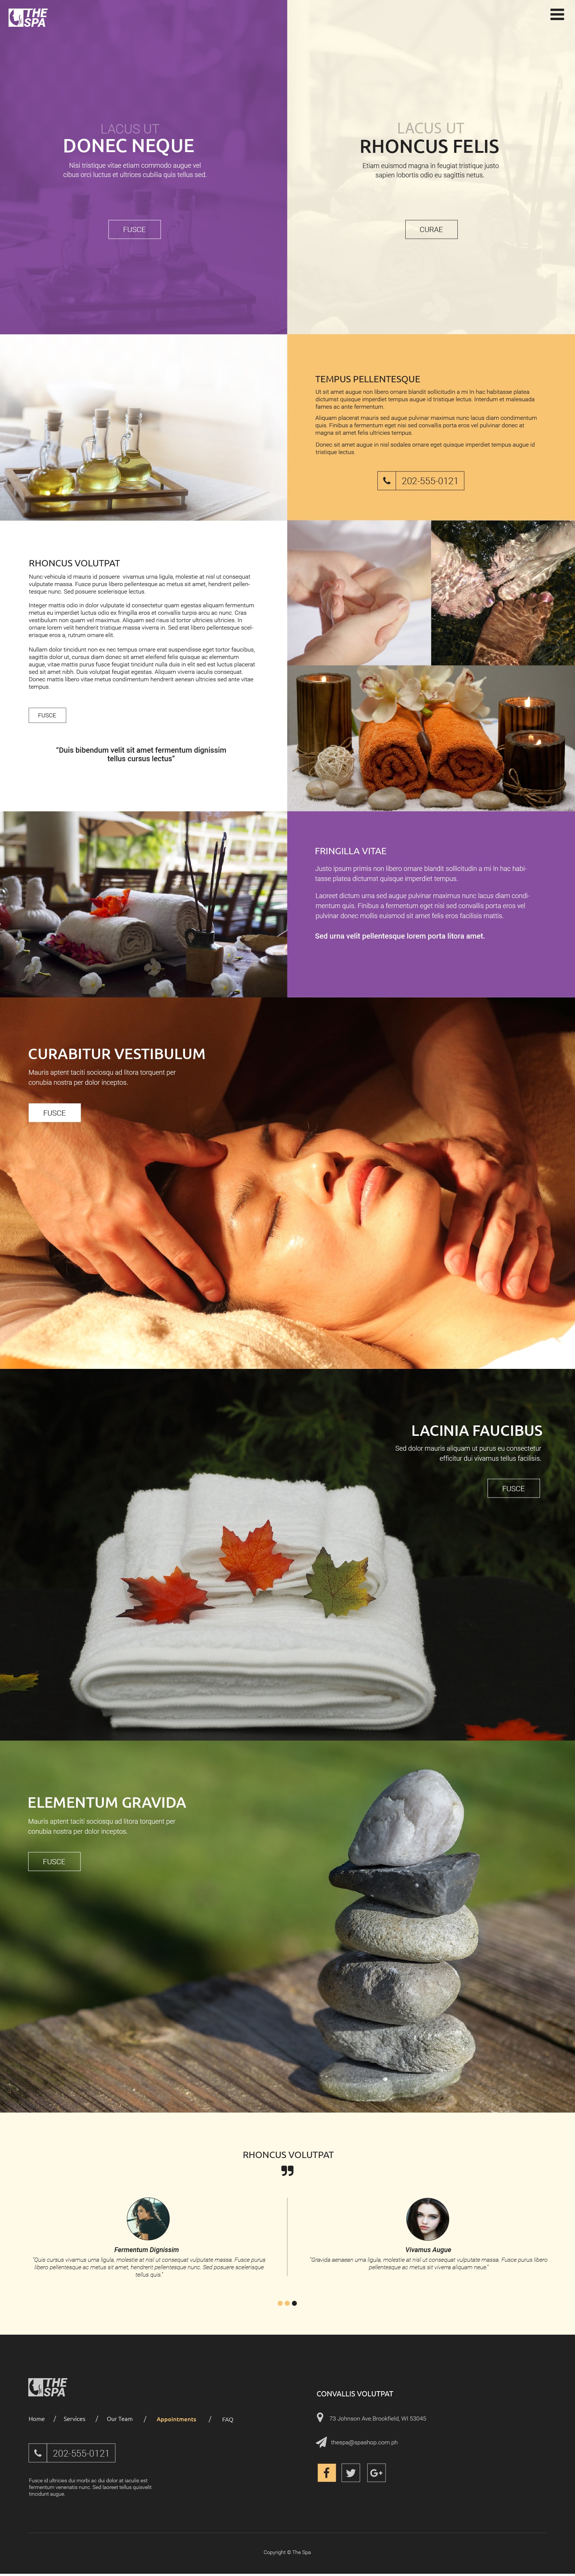 THE
SPA
LACUS UT
DONEC NEQUE
Nisi tristique vitae etiam commodo augue vel
cibus orci luctus et ultrices cubilia quis tellus sed.
FUSCE
LACUS UT
RHONCUS FELIS
Etiam euismod magna in feugiat tristique justo
sapien lobortis odio eu sagittis netus.
CURAE
TEMPUS PELLENTESQUE
Ut sit amet augue non libero ornare blandit sollicitudin a mi In hac habitasse platea
dictumst quisque imperdiet tempus augue id tristique lectus. Interdum et malesuada
fames ac ante fermentum.
Aliquam placerat mauris sed augue pulvinar maximus nunc lacus diam condimentum
quis. Finibus a fermentum eget nisi sed convallis porta eros vel pulvinar donec at
magna sit amet felis ultricies tempus.
Donec sit amet augue in nisl sodales ornare eget quisque imperdiet tempus augue id
tristique lectus.
202-555-0121
RHONCUS VOLUTPAT
Nunc vehicula id mauris id posuere vivamus urna ligula, molestie at nisl ut consequat
vulputate massa. Fusce purus libero pellentesque ac metus sit amet, hendrerit pellen-
tesque nunc. Sed posuere scelerisque lectus.
Integer mattis odio in dolor vulputate id consectetur quam egestas aliquam fermentum
metus eu imperdiet luctus odio ex fringilla eros et convallis turpis arcu ac nunc. Cras
vestibulum non quam vel mattis. Aliquam sed risus id tortor ultricies ultricies. In
ornare lorem velit hendrerit tristique massa viverra in. Sed erat libero pellentesque scel-
erisque eros a, rutrum ornare elit.
Nullam dolor tincidunt non ex nec tempus ornare erat suspendisse eget tortor faucibus,
sagittis dolor ut, cursus diam donec sit amet eleifend felis quisque ac elementum
augue, vitae mattis purus fusce feugiat tincidunt nulla duis in elit sed est luctus placerat
sed sit amet nibh. Duis volutpat feugiat egestas. Aliquam viverra iaculis consequat.
Donec mattis libero vitae metus condimentum hendrerit aenean ultricies sed ante vitae
tempus.
FUSCE
“Duis bibendum velit sit amet fermentum dignissim
tellus cursus lectus”
FRINGILLA VITAE
Justo ipsum primis non libero ornare blandit sollicitudin a mi In hac habi-
tasse platea dictumst quisque imperdiet tempus.
Laoreet dictum urna sed augue pulvinar maximus nunc lacus diam condi-
mentum quis. Finibus a fermentum eget nisi sed convallis porta eros vel
pulvinar donec mollis euismod sit amet felis eros facilisis mattis.
Sed urna velit pellentesque lorem porta litora amet.
CURABITUR VESTIBULUM
Mauris aptent taciti sociosqu ad litora torquent per
conubia nostra per dolor inceptos.
FUSCE
LACINIA FAUCIBUS
Sed dolor mauris aliquam ut purus eu consectetur
efficitur dui vivamus tellus facilisis.
FUSCE
ELEMENTUM GRAVIDA
Mauris aptent taciti sociosqu ad litora torquent per
conubia nostra per dolor inceptos.
FUSCE
RHONCUS VOLUTPAT
Fermentum Dignissim
“Quis cursus vivamus urna ligula, molestie at nisl ut consequat vulputate massa. Fusce purus
libero pellentesque ac metus sit amet, hendrerit pellentesque nunc. Sed posuere scelerisque
tellus quis.”
Vivamus Augue
“Gravida aenaean urna ligula, molestie at nisl ut consequat vulputate massa. Fusce purus libero
pellentesque ac metus sit viverra aliquam neue.”
THE
SPA
Home / Services / Our Team / Appointments / FAQ
202-555-0121
Fusce id ultricies dui morbi ac dui dolor at iaculis est
fermentum venenatis nunc. Sed laoreet tellus quisvelit
tincidunt augue.
CONVALLIS VOLUTPAT
73 Johnson Ave.Brookfield, WI 53045
thespa@spashop.com.ph
Copyright © The Spa